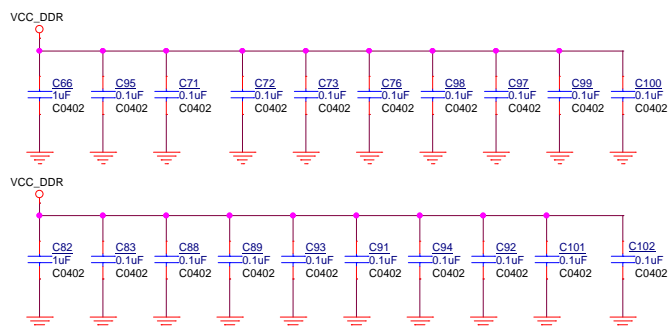 VCC_DDR
C66 C95 C71 C72 C73 C76 C98 C97 C99 C100
1uF 0.1uF 0.1uF 0.1uF 0.1uF 0.1uF 0.1uF 0.1uF 0.1uF 0.1uF
C0402 C0402 C0402 C0402 C0402 C0402 C0402 C0402 C0402 C0402
VCC_DDR
C82 C83 C88 C89 C93 C91 C94 C92 C101 C102
1uF 0.1uF 0.1uF 0.1uF 0.1uF 0.1uF 0.1uF 0.1uF 0.1uF 0.1uF
C0402 C0402 C0402 C0402 C0402 C0402 C0402 C0402 C0402 C0402